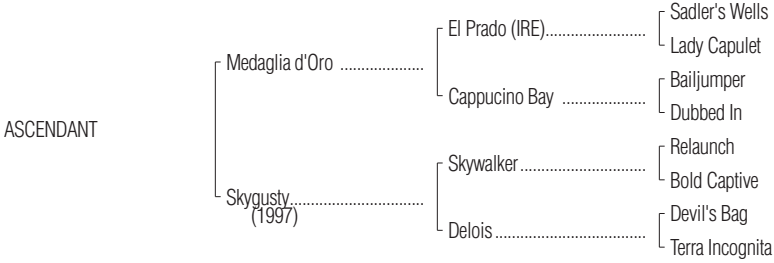 Sadler's Wells
El Prado (IRE)........................
Lady Capulet
Medaglia d'Oro ....................
Bailjumper
Cappucino Bay ....................
Dubbed In
ASCENDANT
Relaunch
Skywalker..............................
Bold Captive
Skygusty................................
(1997)
Devil's Bag
Delois ....................................
Terra Incognita